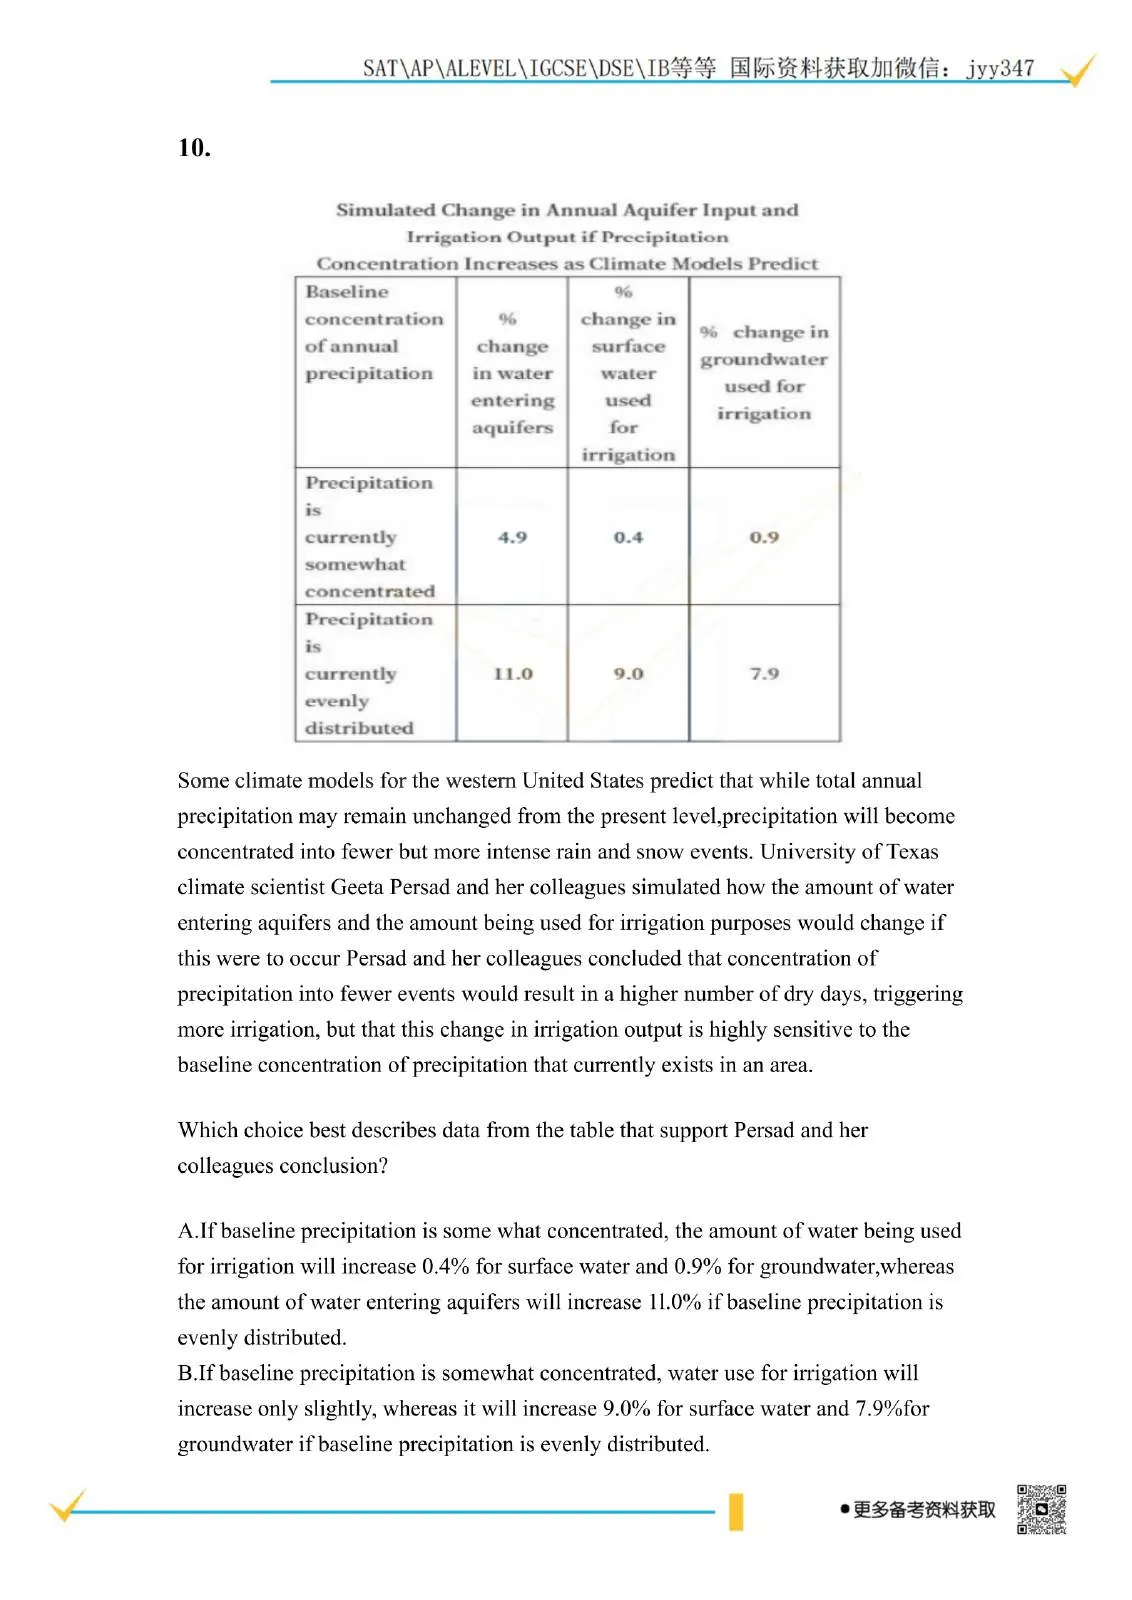 SAT\AP\ALEVEL\IGCSE\DSE\IB等等 国际资料获取加微信：jyy347
10.
Simulated Change in Annual Aquifer Input and
Irrigation Output if Precipitation
Concentration Increases as Climate Models Predict
Baseline
concentration
of annual
precipitation
%
change
in water
entering
aquifers
%
change in
surface
water
used
for
irrigation
% change in
groundwater
used for
irrigation
Precipitation
is
currently
somewhat
concentrated
4.9
0.4
0.9
Precipitation
is
currently
evenly
distributed
11.0
9.0
7.9
Some climate models for the western United States predict that while total annual
precipitation may remain unchanged from the present level,precipitation will become
concentrated into fewer but more intense rain and snow events. University of Texas
climate scientist Geeta Persad and her colleagues simulated how the amount of water
entering aquifers and the amount being used for irrigation purposes would change if
this were to occur Persad and her colleagues concluded that concentration of
precipitation into fewer events would result in a higher number of dry days, triggering
more irrigation, but that this change in irrigation output is highly sensitive to the
baseline concentration of precipitation that currently exists in an area.
Which choice best describes data from the table that support Persad and her
colleagues conclusion?
A.If baseline precipitation is some what concentrated, the amount of water being used
for irrigation will increase 0.4% for surface water and 0.9% for groundwater,whereas
the amount of water entering aquifers will increase 11.0% if baseline precipitation is
evenly distributed.
B.If baseline precipitation is somewhat concentrated, water use for irrigation will
increase only slightly, whereas it will increase 9.0% for surface water and 7.9%for
groundwater if baseline precipitation is evenly distributed.
●更多备考资料获取